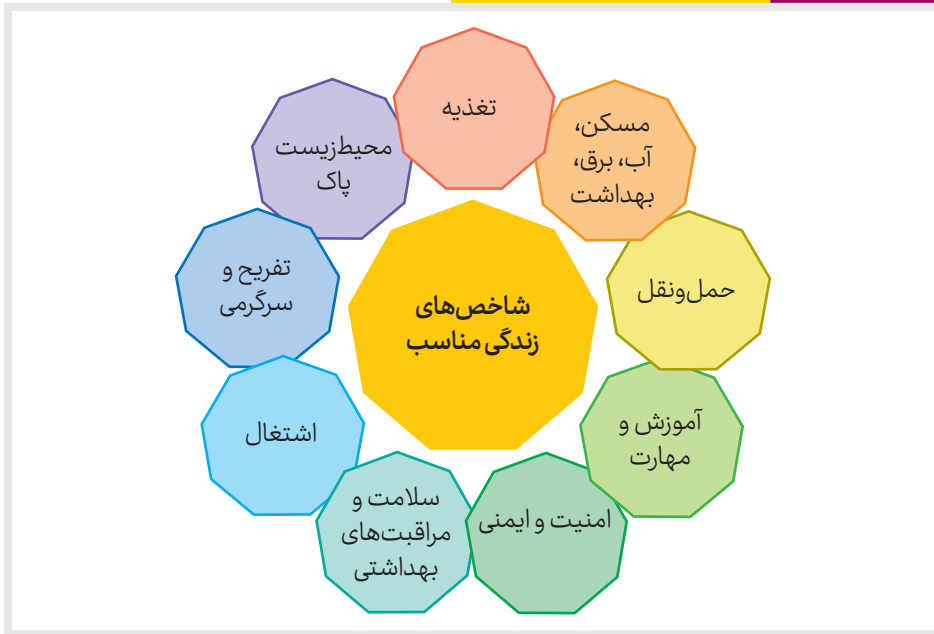 تغذیه
مسکن،
آب، برق،
بهداشت
حمل‌ونقل
آموزش و
مهارت
امنیت و ایمنی
سلامت و
مراقبت‌های
بهداشتی
اشتغال
تفریح و
سرگرمی
محیط‌زیست
پاک
شاخص‌های
زندگی مناسب